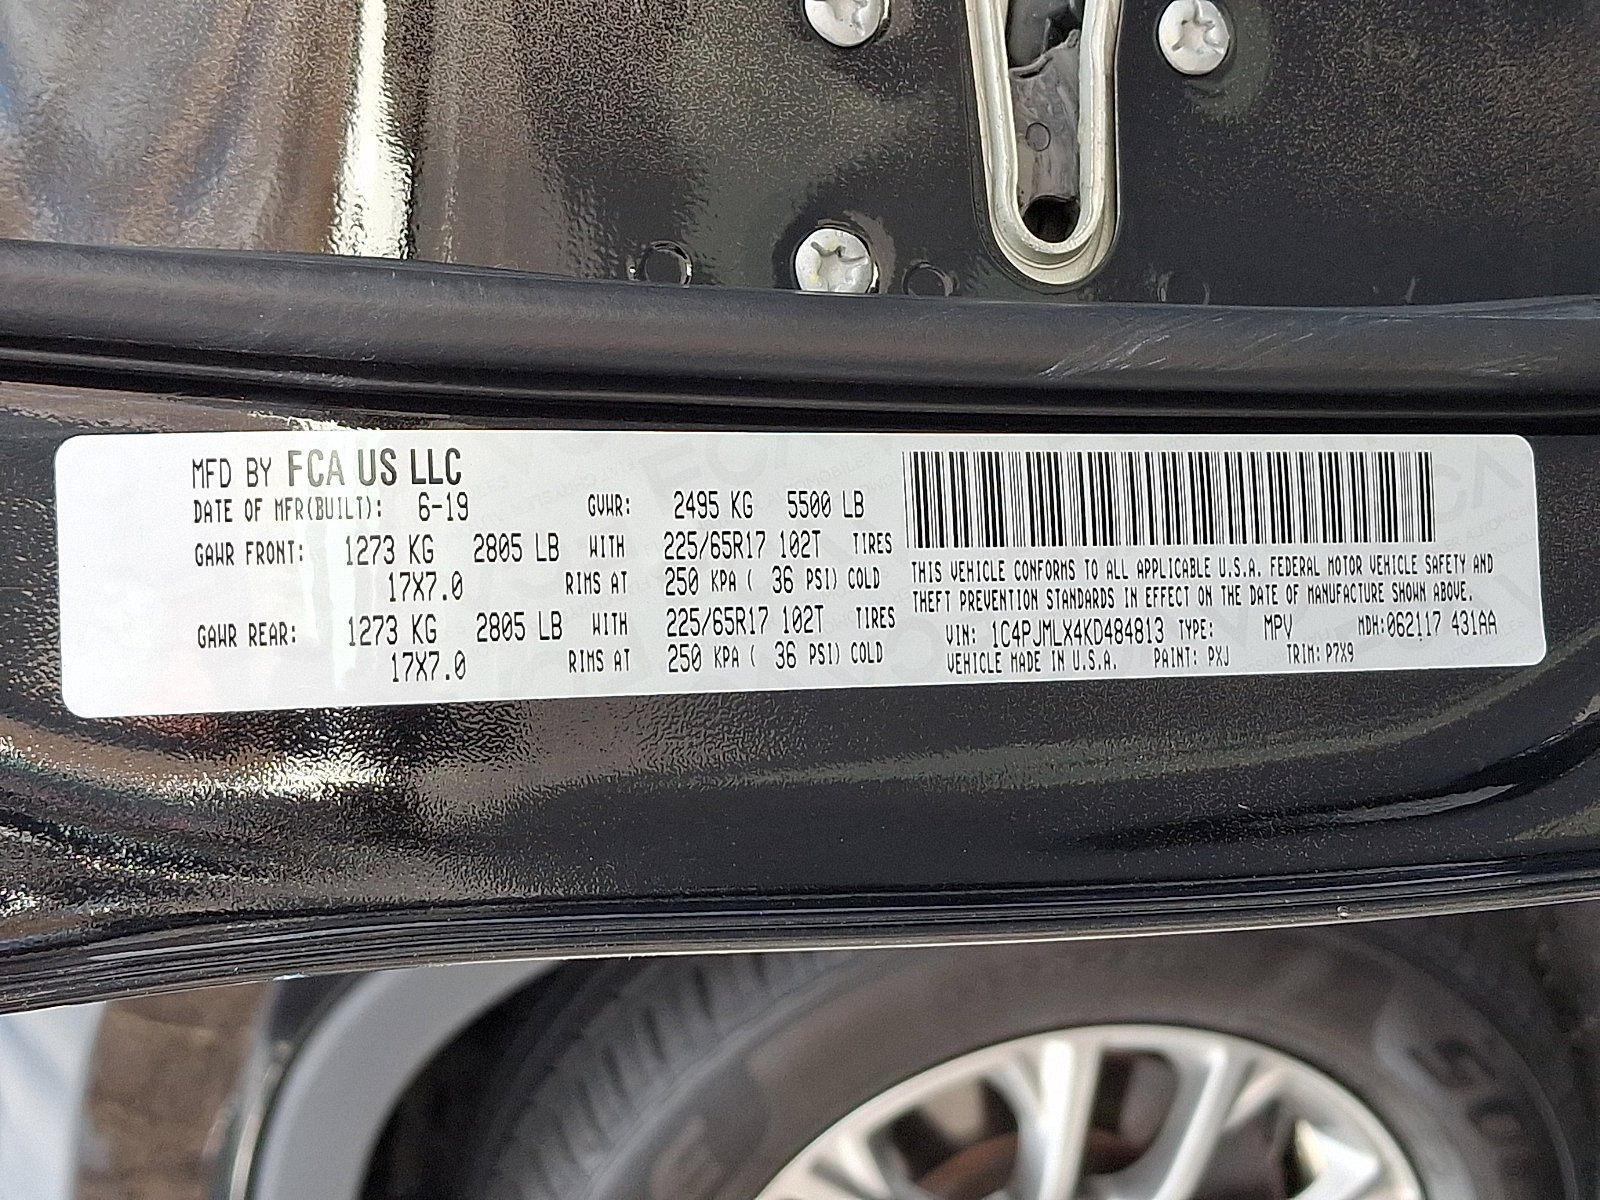 MFD BY FCA US LLC
DATE OF MFR(BUILT): 6-19 GVWR: 2495 KG 5500 LB
GAWR FRONT: 1273 KG 2805 LB WITH 225/65R17 102T TIRES
17X7.0 RIMS AT 250 KPA ( 36 PSI) COLD
GAWR REAR: 1273 KG 2805 LB WITH 225/65R17 102T TIRES
17X7.0 RIMS AT 250 KPA ( 36 PSI) COLD
THIS VEHICLE CONFORMS TO ALL APPLICABLE U.S.A. FEDERAL MOTOR VEHICLE SAFETY AND
THEFT PREVENTION STANDARDS IN EFFECT ON THE DATE OF MANUFACTURE SHOWN ABOVE.
VIN: 1C4PJMLX4KD484813 TYPE: MPV MDH:062117 431AA
VEHICLE MADE IN U.S.A. PAINT: PXJ TRIM: P7X9